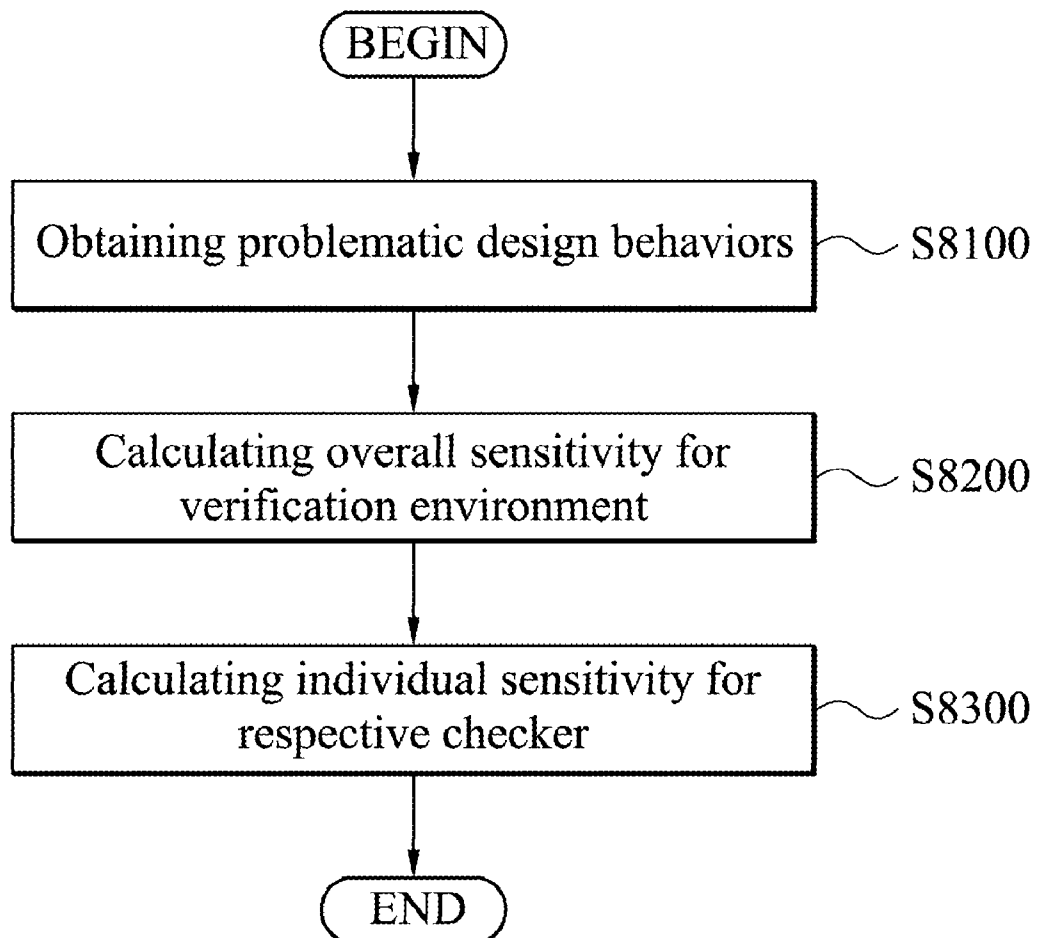 BEGIN
Obtaining problematic design behaviors
S8100
Calculating overall sensitivity for
verification environment
S8200
Calculating individual sensitivity for
respective checker
S8300
END